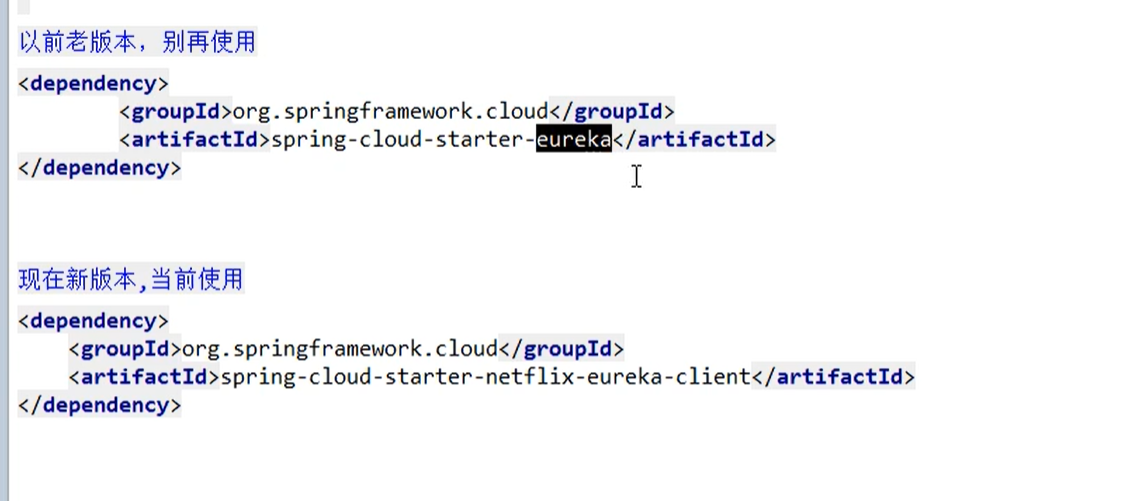 以前老版本，别再使用
<dependency>
<groupId>org.springframework.cloud</groupId>
<artifactId>spring-cloud-starter-eureka</artifactId>
</dependency>
现在新版本,当前使用
<dependency>
<groupId>org.springframework.cloud</groupId>
<artifactId>spring-cloud-starter-netflix-eureka-client</artifactId>
</dependency>